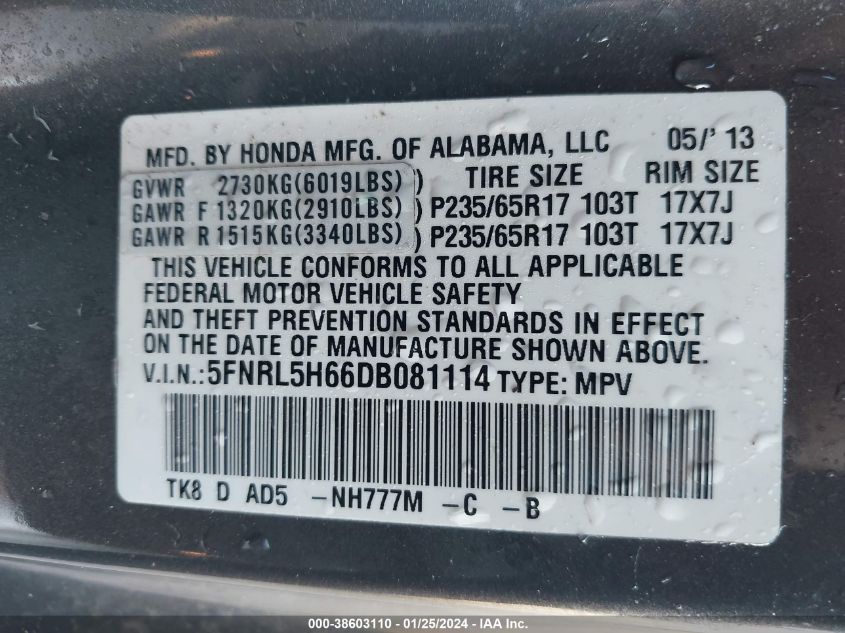 MFD. BY HONDA MFG. OF ALABAMA, LLC 05/'13
GVWR 2730KG(6019LBS) ) TIRE SIZE RIM SIZE
GAWR F 1320KG(2910LBS) ) P235/65R17 103T 17X7J
GAWR R 1515KG(3340LBS) ) P235/65R17 103T 17X7J
THIS VEHICLE CONFORMS TO ALL APPLICABLE
FEDERAL MOTOR VEHICLE SAFETY
AND THEFT PREVENTION STANDARDS IN EFFECT
ON THE DATE OF MANUFACTURE SHOWN ABOVE.
V.I.N.:5FNRL5H66DB081114 TYPE: MPV
TK8 D AD5 -NH777M -C -B
000-38603110 - 01/25/2024 - IAA Inc.